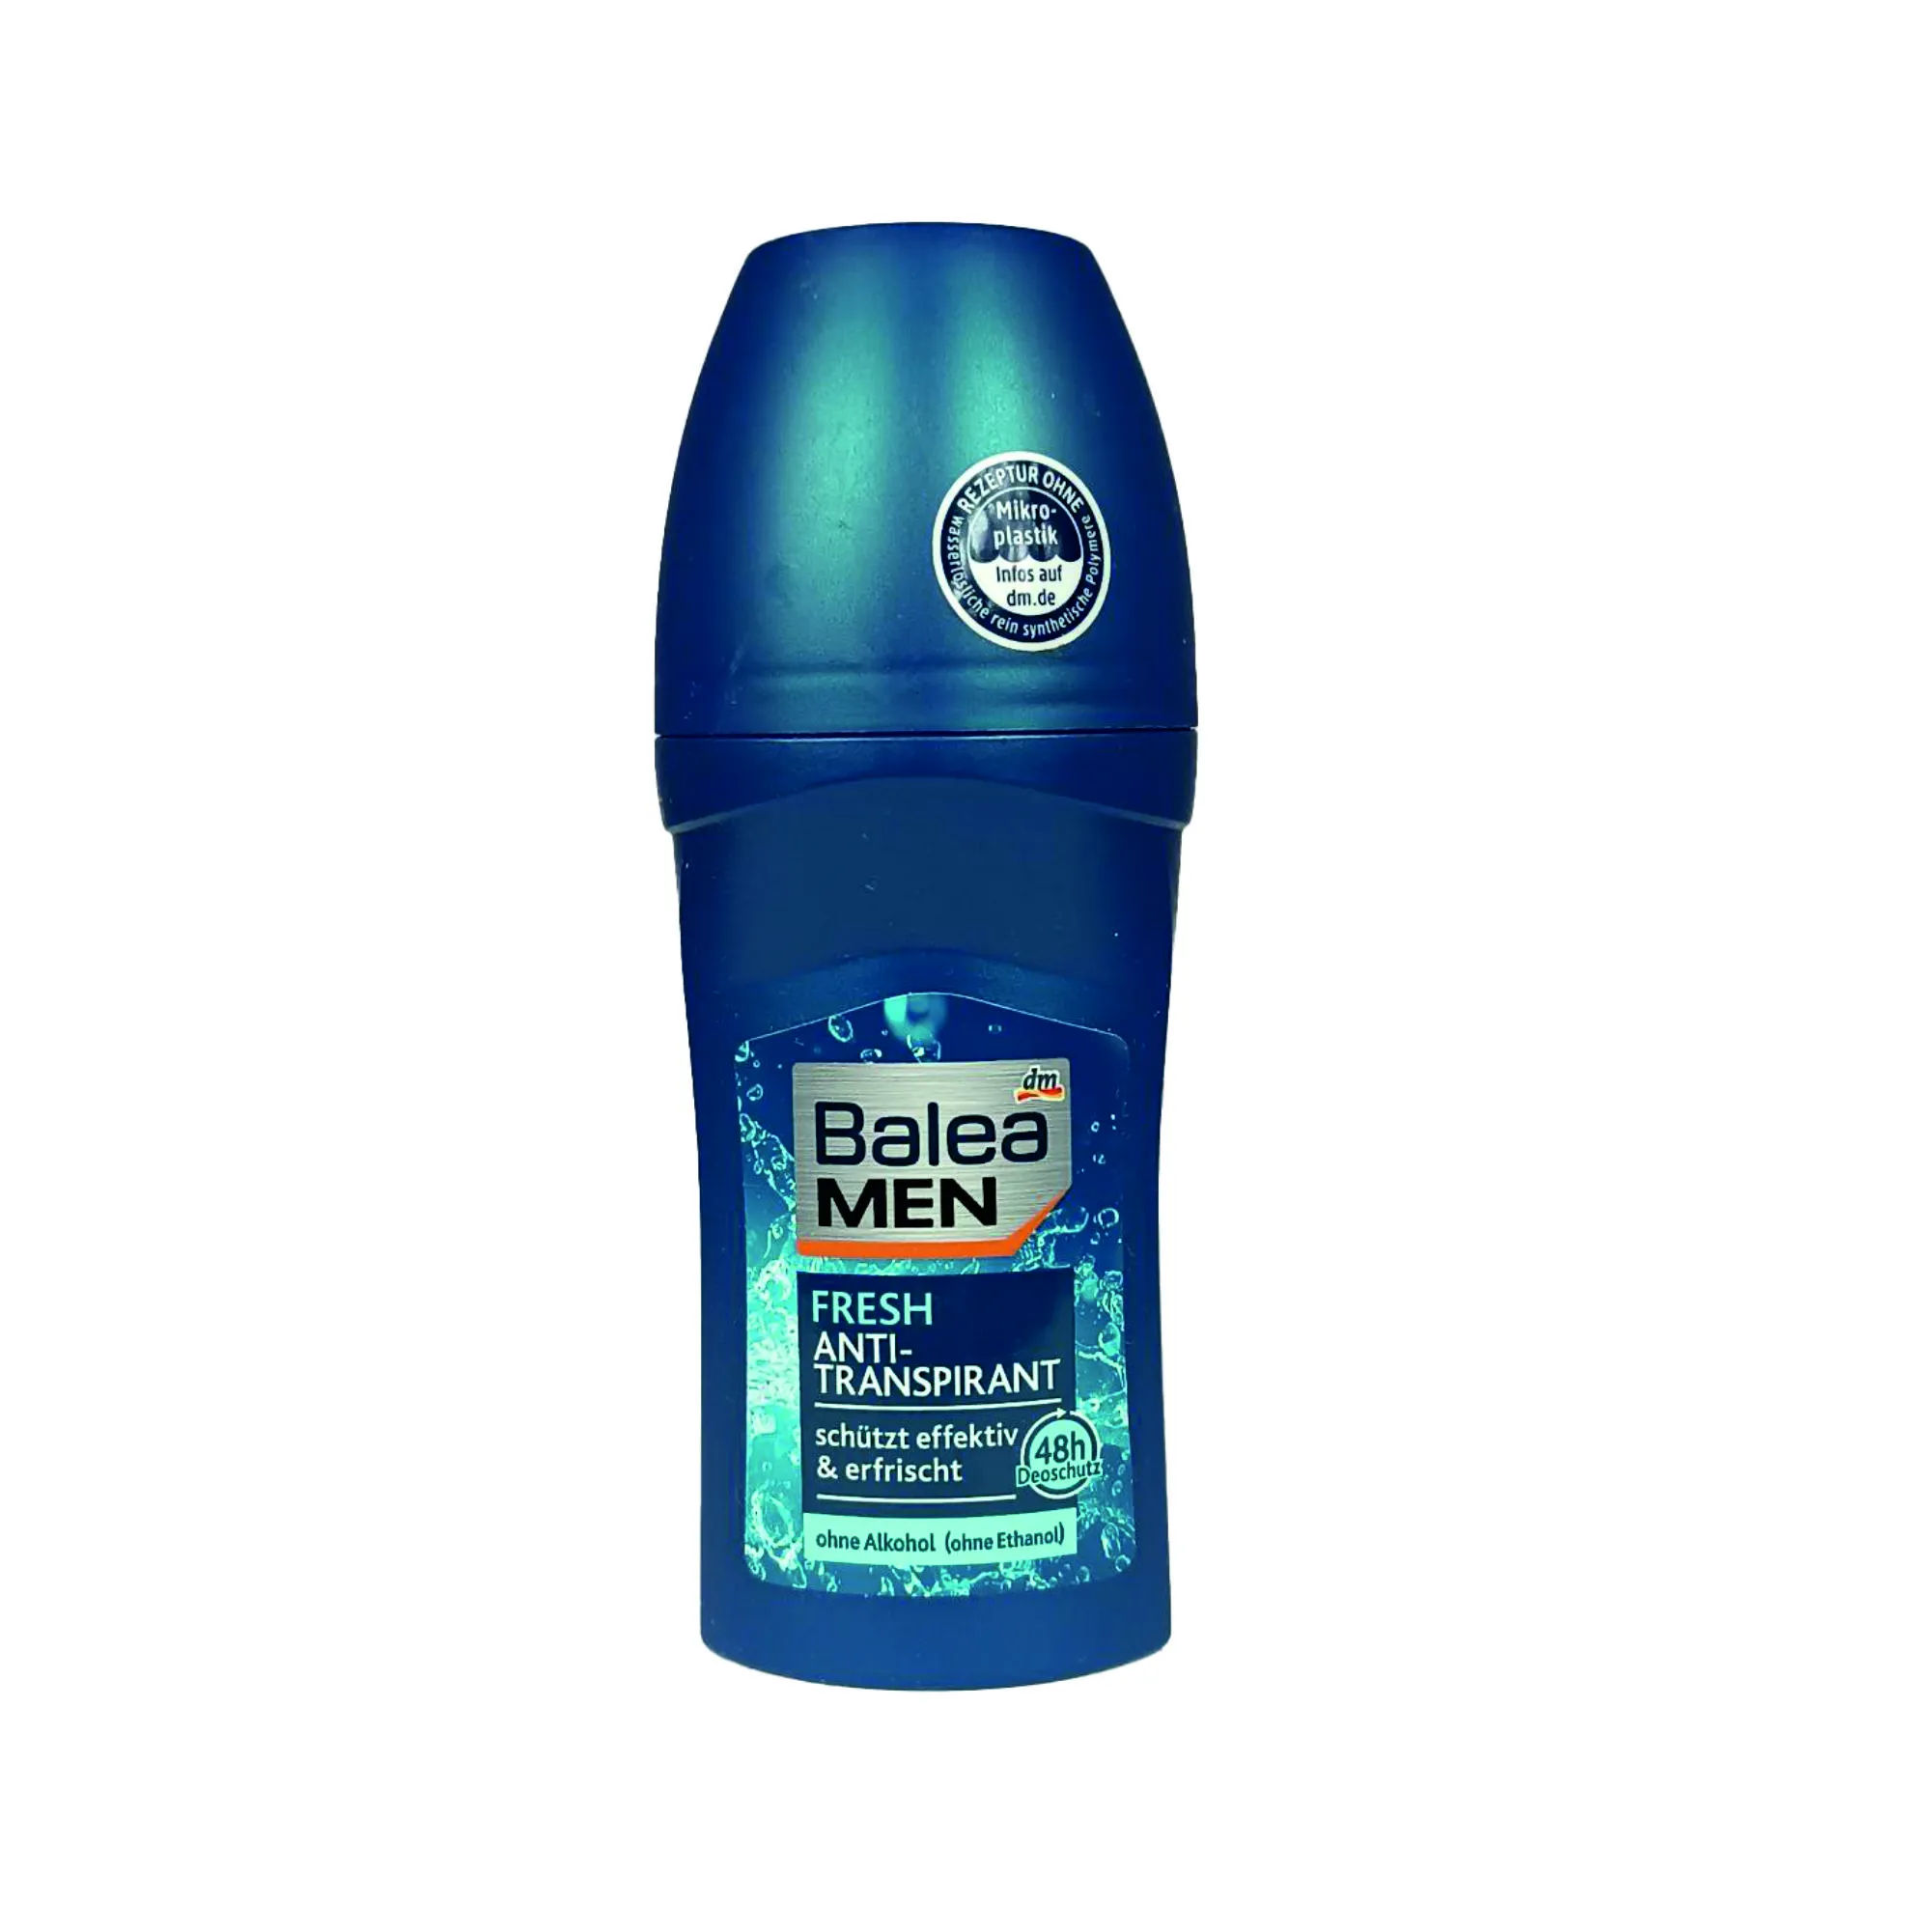 REZEPTUR OHNE
Mikro-
plastik
Infos auf
dm.de
wasserlösliche rein synthetische Polymere
dm
Balea
MEN
FRESH
ANTI-
TRANSPIRANT
schützt effektiv
& erfrischt
48h
Deoschutz
ohne Alkohol (ohne Ethanol)